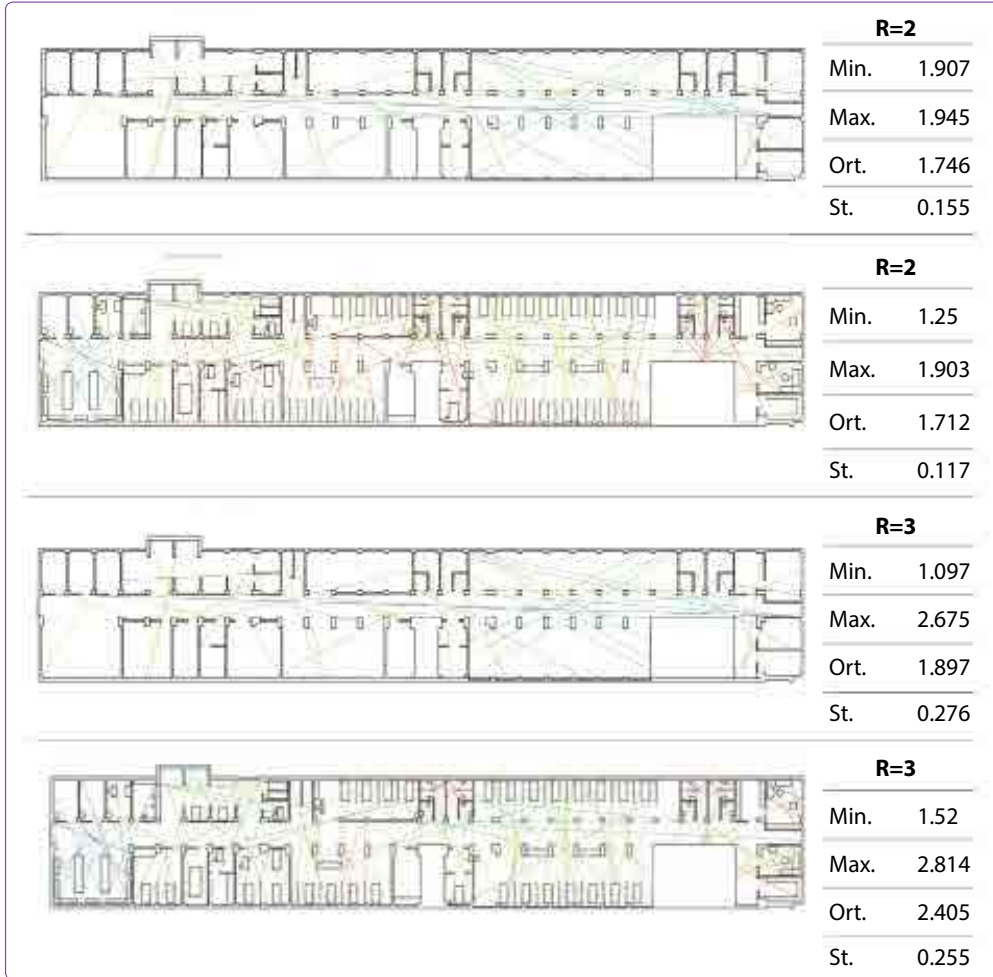 R=2
Min. 1.907
Max. 1.945
Ort. 1.746
St. 0.155
R=2
Min. 1.25
Max. 1.903
Ort. 1.712
St. 0.117
R=3
Min. 1.097
Max. 2.675
Ort. 1.897
St. 0.276
R=3
Min. 1.52
Max. 2.814
Ort. 2.405
St. 0.255